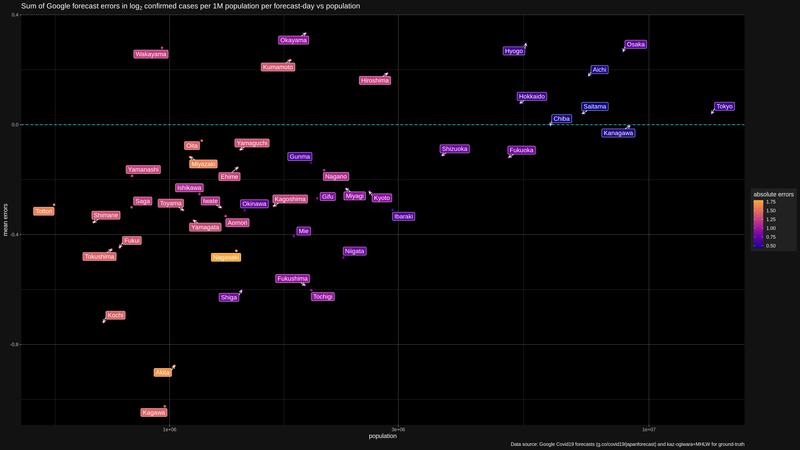 Sum of Google forecast errors in log2 confirmed cases per 1M population per forecast-day vs population
0.4
Okayama
Osaka
Hyogo
Wakayama
Kumamoto
Aichi
Hiroshima
Hokkaido
Saitama
Tokyo
Chiba
0.0
Kanagawa
Oita
Yamaguchi
Shizuoka
Fukuoka
Gunma
Miyazaki
Yamanashi
Ehime
Nagano
Ishikawa
Miyagi
Kyoto
Gifu
Saga
Toyama
Iwate
Okinawa
Kagoshima
Tottori
Shimane
Ibaraki
Aomori
Yamagata
Mie
-0.4
Fukui
Niigata
Tokushima
Nagasaki
Fukushima
Shiga
Tochigi
Kochi
-0.8
Akita
Kagawa
mean errors
1e+06
3e+06
1e+07
population
absolute errors
1.75
1.50
1.25
1.00
0.75
0.50
Data source: Google Covid19 forecasts (g.co/covid19/japanforecast) and kaz-ogiwara+MHLW for ground-truth